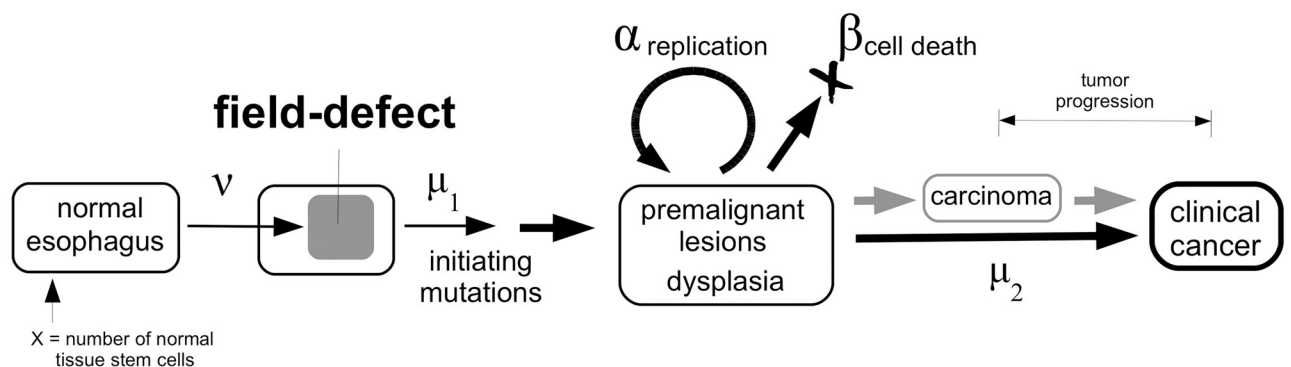 α replication
β cell death
tumor
progression
field-defect
ν
μ1
normal
esophagus
initiating
mutations
premalignant
lesions
dysplasia
carcinoma
clinical
cancer
μ2
X = number of normal
tissue stem cells